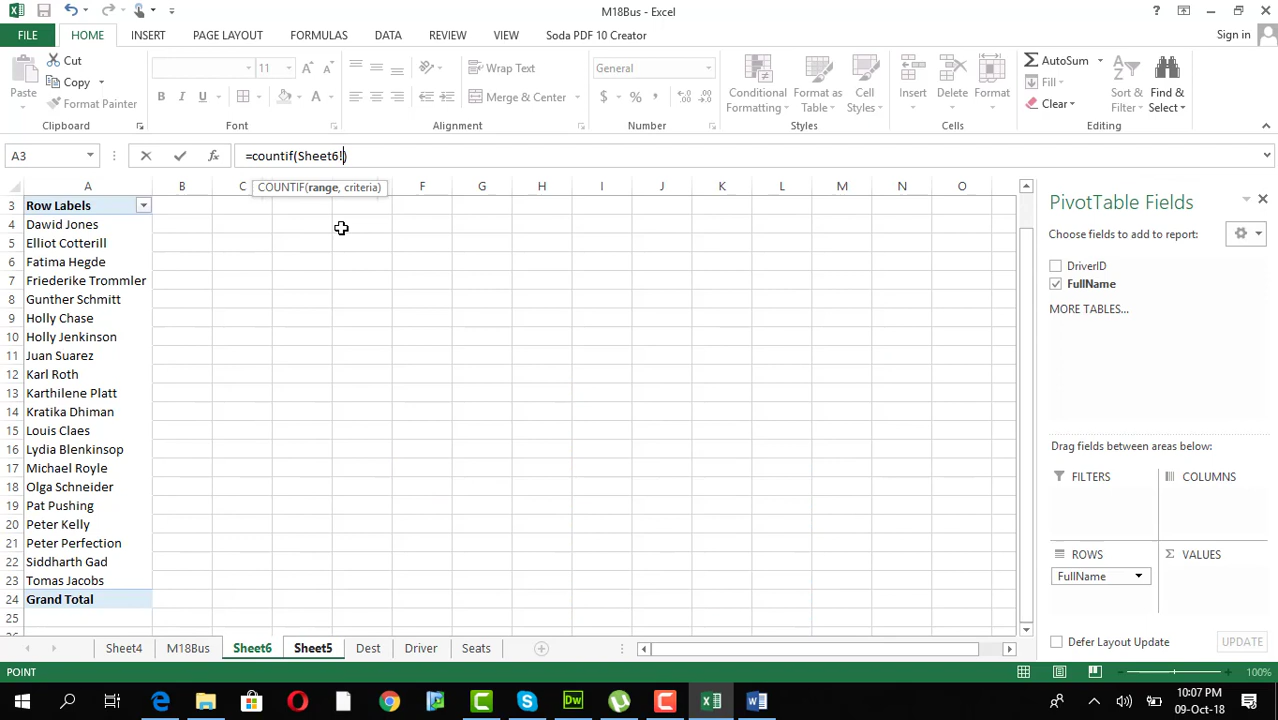 M18Bus - Excel
Sign in
FILE HOME INSERT PAGE LAYOUT FORMULAS DATA REVIEW VIEW Soda PDF 10 Creator
Paste
Cut
Copy
Format Painter
Clipboard
11
B I U
Font
Wrap Text
Merge & Center
Alignment
General
$ % ,
Number
Conditional Formatting
Format as Table
Cell Styles
Styles
Insert
Delete
Format
Cells
AutoSum
Fill
Clear
Sort & Filter
Find & Select
Editing
A3
=countif(Sheet6!)
COUNTIF(range, criteria)
A B C F G H I J K L M N O
3 Row Labels
4 Dawid Jones
5 Elliot Cotterill
6 Fatima Hegde
7 Friederike Trommler
8 Gunther Schmitt
9 Holly Chase
10 Holly Jenkinson
11 Juan Suarez
12 Karl Roth
13 Karthilene Platt
14 Kratika Dhiman
15 Louis Claes
16 Lydia Blenkinsop
17 Michael Royle
18 Olga Schneider
19 Pat Pushing
20 Peter Kelly
21 Peter Perfection
22 Siddharth Gad
23 Tomas Jacobs
24 Grand Total
25
PivotTable Fields
Choose fields to add to report:
DriverID
FullName
MORE TABLES...
Drag fields between areas below:
FILTERS
COLUMNS
ROWS
VALUES
FullName
Defer Layout Update
UPDATE
Sheet4 M18Bus Sheet6 Sheet5 Dest Driver Seats
POINT
100%
10:07 PM
09-Oct-18